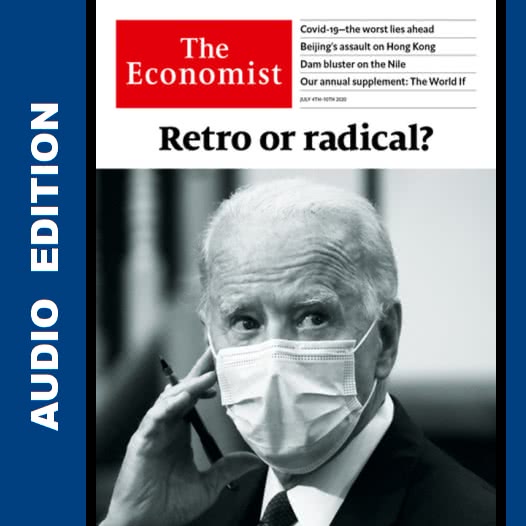 AUDIO EDITION
The
Economist
Covid-19—the worst lies ahead
Beijing's assault on Hong Kong
Dam bluster on the Nile
Our annual supplement: The World If
JULY 4TH–10TH 2020
Retro or radical?